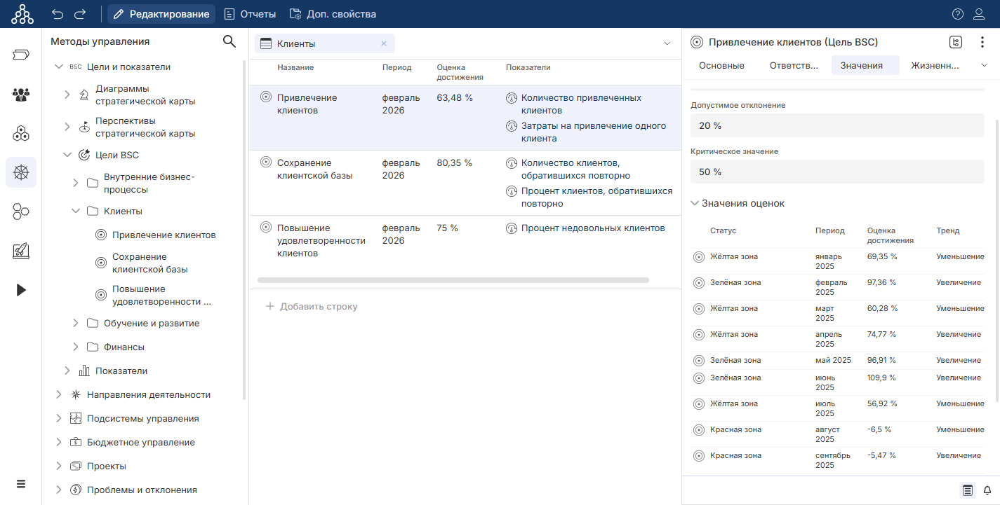 Редактирование
Отчеты
Доп. свойства
Методы управления
BSC Цели и показатели
Диаграммы
стратегической карты
Перспективы
стратегической карты
Цели BSC
Внутренние бизнес-
процессы
Клиенты
Привлечение клиентов
Сохранение
клиентской базы
Повышение
удовлетворенности ...
Обучение и развитие
Финансы
Показатели
Направления деятельности
Подсистемы управления
Бюджетное управление
Проекты
Проблемы и отклонения
Клиенты
Название
Период
Оценка
достижения
Показатели
Привлечение
клиентов
февраль
2026
63,48 %
Количество привлеченных
клиентов
Затраты на привлечение одного
клиента
Сохранение
клиентской базы
февраль
2026
80,35 %
Количество клиентов,
обратившихся повторно
Процент клиентов, обратившихся
повторно
Повышение
удовлетворенности
клиентов
февраль
2026
75 %
Процент недовольных клиентов
Добавить строку
Привлечение клиентов (Цель BSC)
Основные
Ответств...
Значения
Жизненн...
Допустимое отклонение
20 %
Критическое значение
50 %
Значения оценок
Статус
Период
Оценка
достижения
Тренд
Жёлтая зона
январь
2025
69,35 %
Уменьшение
Зелёная зона
февраль
2025
97,36 %
Увеличение
Жёлтая зона
март
2025
60,28 %
Уменьшение
Жёлтая зона
апрель
2025
74,77 %
Увеличение
Зелёная зона
май 2025
96,91 %
Увеличение
Зелёная зона
июнь
2025
109,9 %
Увеличение
Жёлтая зона
июль
2025
56,92 %
Уменьшение
Красная зона
август
2025
-6,5 %
Уменьшение
Красная зона
сентябрь
2025
-5,47 %
Увеличение